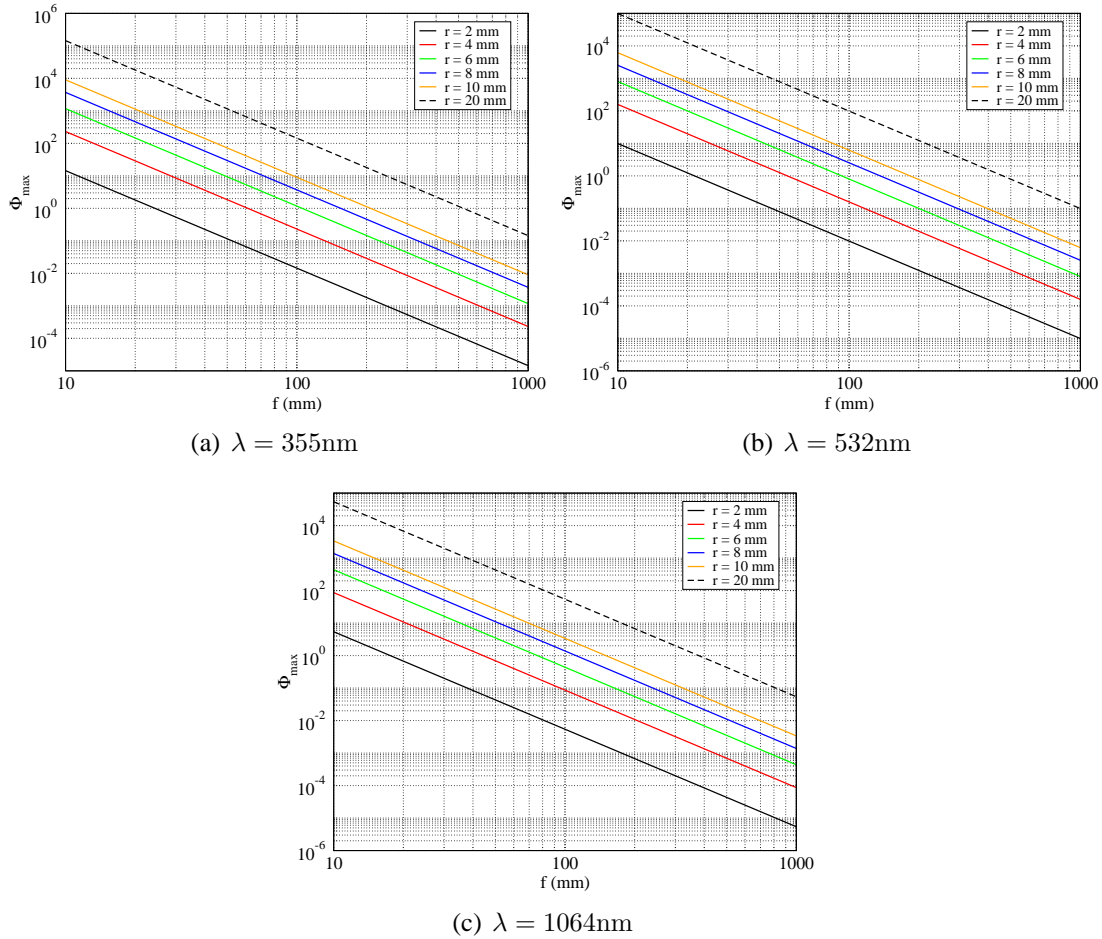 10^6
10^4
10^2
10^0
10^-2
10^-4
Φ_max
10
100
1000
f (mm)
r = 2 mm
r = 4 mm
r = 6 mm
r = 8 mm
r = 10 mm
r = 20 mm
(a) λ = 355nm
10^4
10^2
10^0
10^-2
10^-4
10^-6
Φ_max
10
100
1000
f (mm)
r = 2 mm
r = 4 mm
r = 6 mm
r = 8 mm
r = 10 mm
r = 20 mm
(b) λ = 532nm
10^4
10^2
10^0
10^-2
10^-4
10^-6
Φ_max
10
100
1000
f (mm)
r = 2 mm
r = 4 mm
r = 6 mm
r = 8 mm
r = 10 mm
r = 20 mm
(c) λ = 1064nm